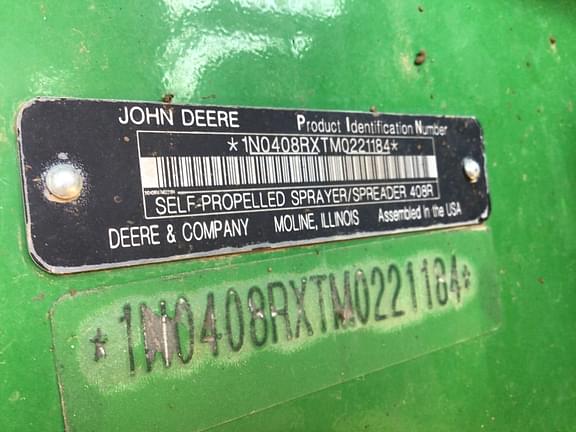 JOHN DEERE Product Identification Number
*1N0408RXTM0221184*
SELF-PROPELLED SPRAYER/SPREADER 408R
DEERE & COMPANY MOLINE, ILLINOIS Assembled in the USA
*1N0408RXTM0221184*